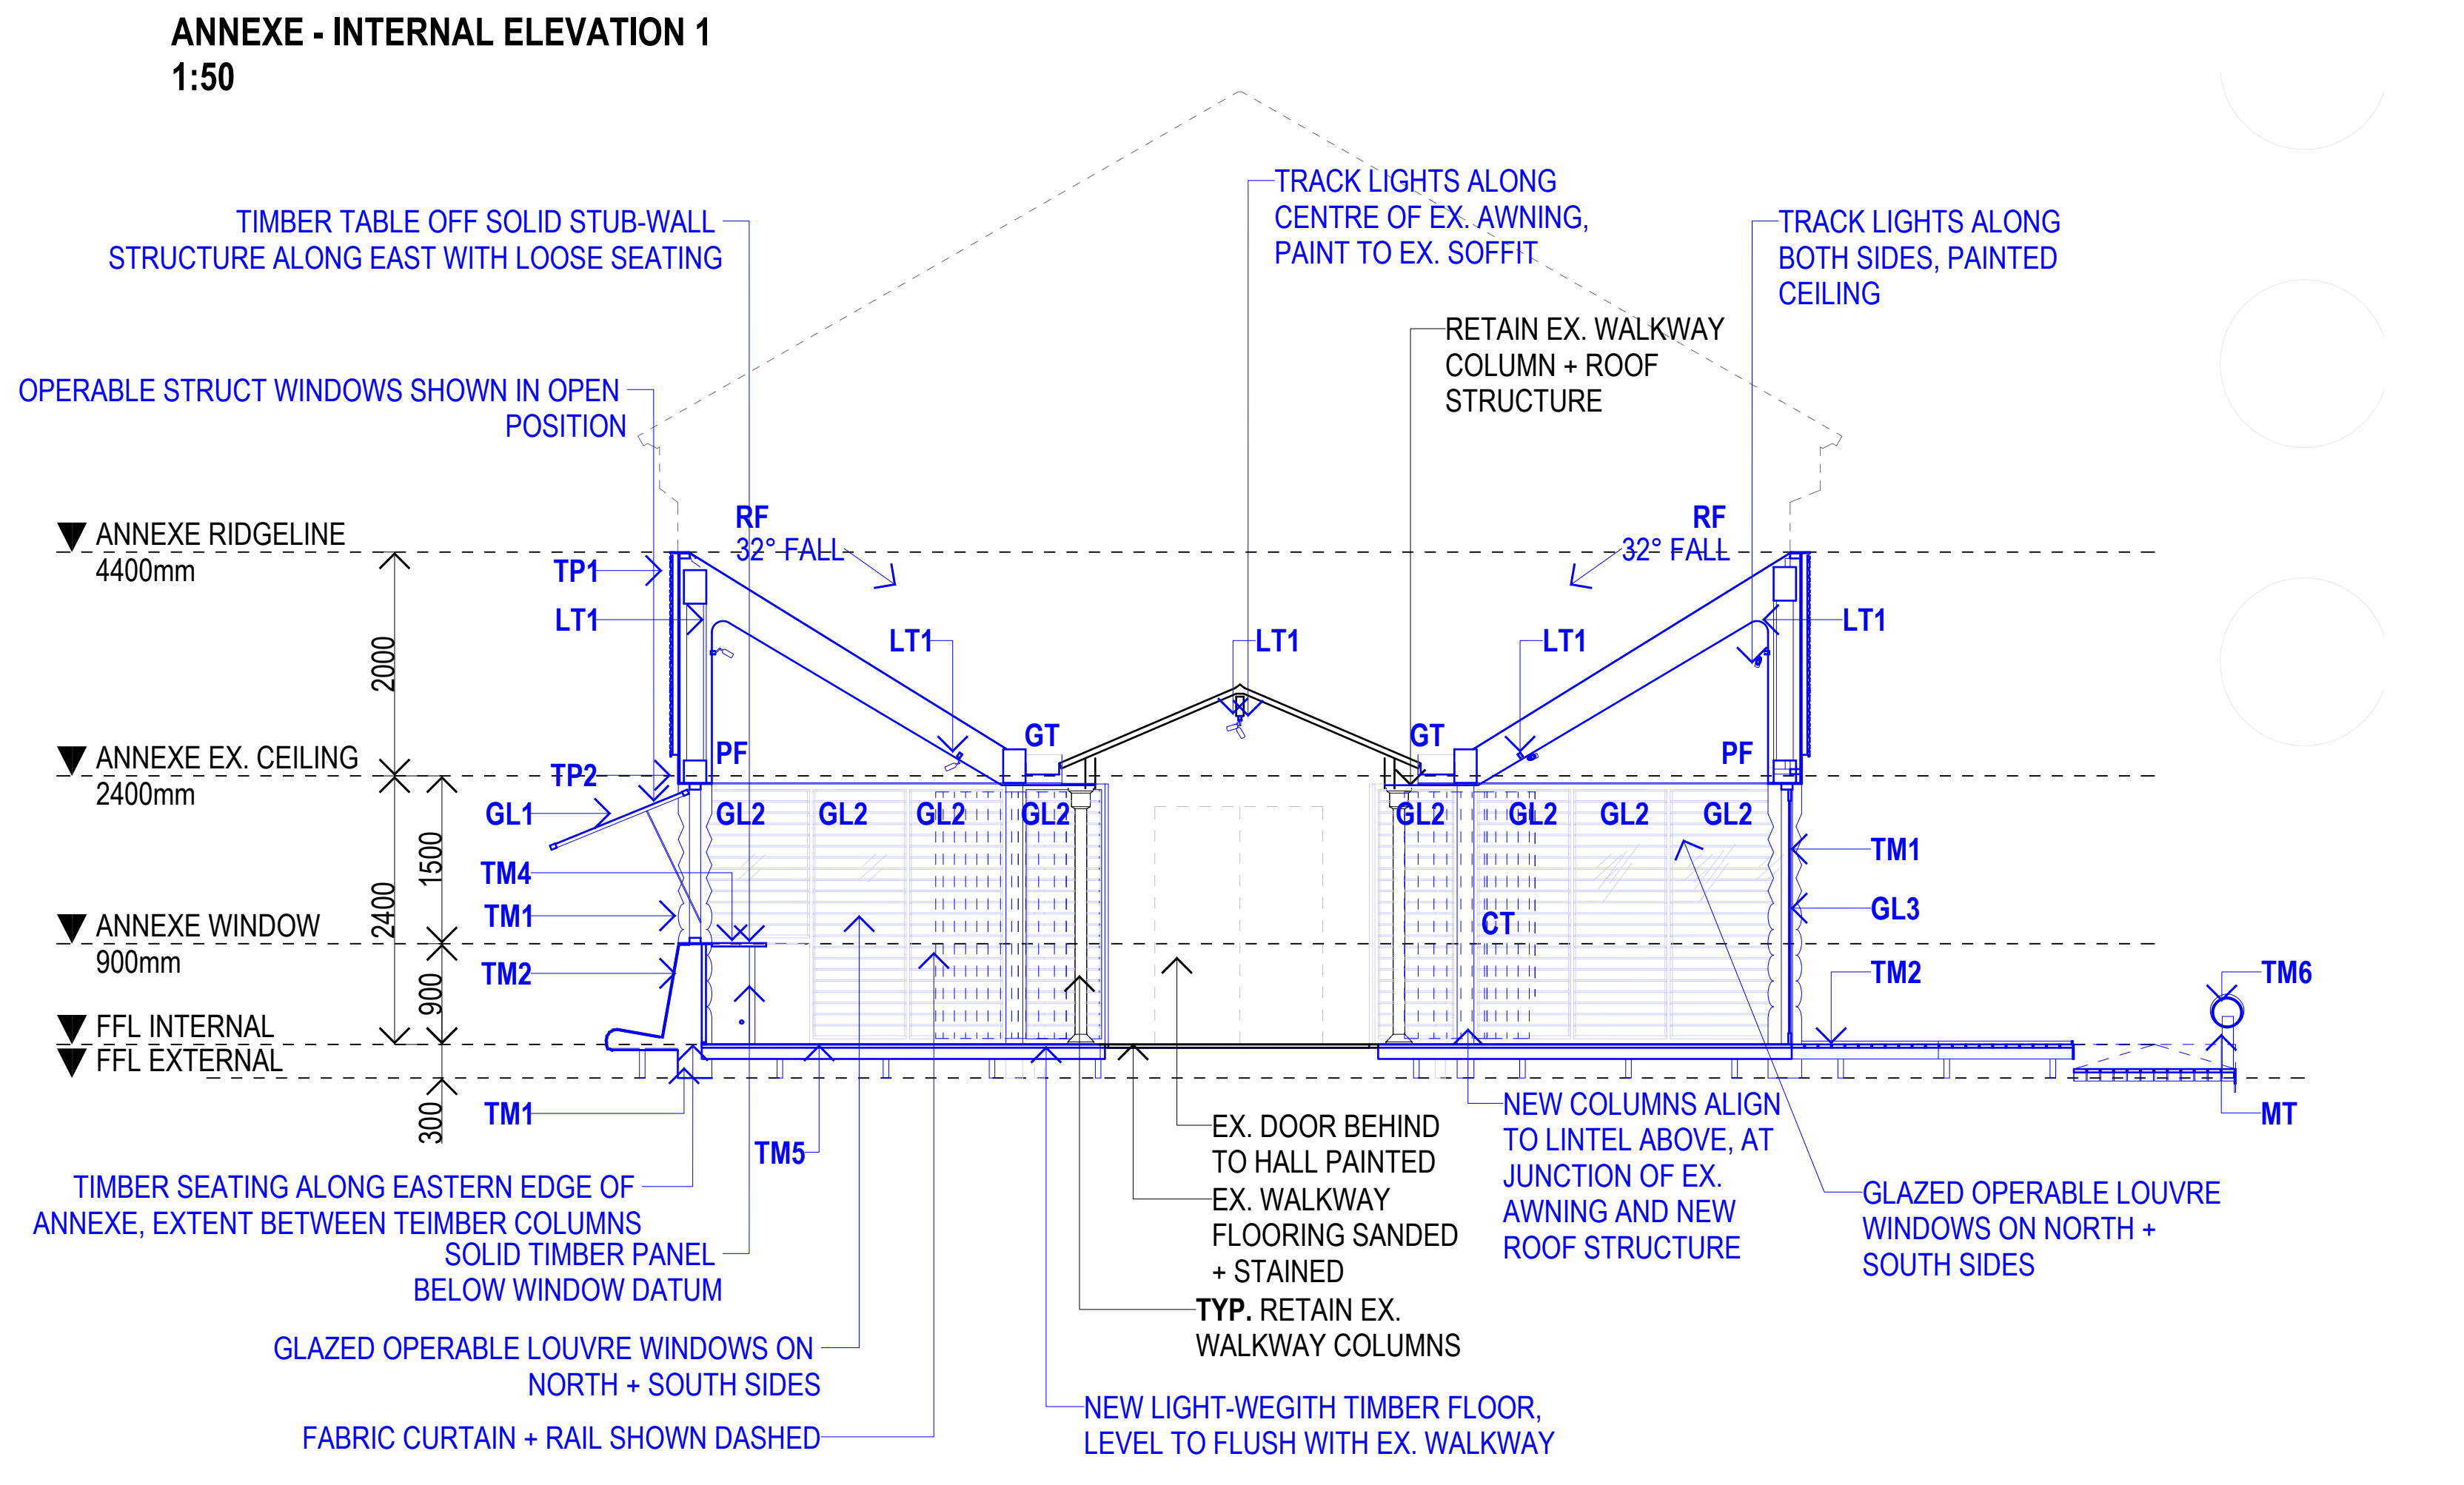 ANNEXE - INTERNAL ELEVATION 1
1:50
TRACK LIGHTS ALONG
CENTRE OF EX. AWNING,
PAINT TO EX. SOFFIT
TIMBER TABLE OFF SOLID STUB-WALL
STRUCTURE ALONG EAST WITH LOOSE SEATING
TRACK LIGHTS ALONG
BOTH SIDES, PAINTED
CEILING
RETAIN EX. WALKWAY
COLUMN + ROOF
STRUCTURE
OPERABLE STRUCT WINDOWS SHOWN IN OPEN
POSITION
RF
32° FALL
RF
32° FALL
ANNEXE RIDGELINE
4400mm
TP1
LT1
LT1
LT1
LT1
LT1
2000
GT
GT
PF
PF
ANNEXE EX. CEILING
2400mm
TP2
GL1
GL2
GL2
GL2
GL2
GL2
GL2
GL2
GL2
1500
2400
TM4
TM1
TM1
GL3
CT
ANNEXE WINDOW
900mm
TM2
TM2
TM6
900
FFL INTERNAL
FFL EXTERNAL
300
TM1
TM5
MT
EX. DOOR BEHIND
TO HALL PAINTED
EX. WALKWAY
FLOORING SANDED
+ STAINED
TYP. RETAIN EX.
WALKWAY COLUMNS
NEW COLUMNS ALIGN
TO LINTEL ABOVE, AT
JUNCTION OF EX.
AWNING AND NEW
ROOF STRUCTURE
GLAZED OPERABLE LOUVRE
WINDOWS ON NORTH +
SOUTH SIDES
TIMBER SEATING ALONG EASTERN EDGE OF
ANNEXE, EXTENT BETWEEN TEIMBER COLUMNS
SOLID TIMBER PANEL
BELOW WINDOW DATUM
GLAZED OPERABLE LOUVRE WINDOWS ON
NORTH + SOUTH SIDES
FABRIC CURTAIN + RAIL SHOWN DASHED
NEW LIGHT-WEGITH TIMBER FLOOR,
LEVEL TO FLUSH WITH EX. WALKWAY